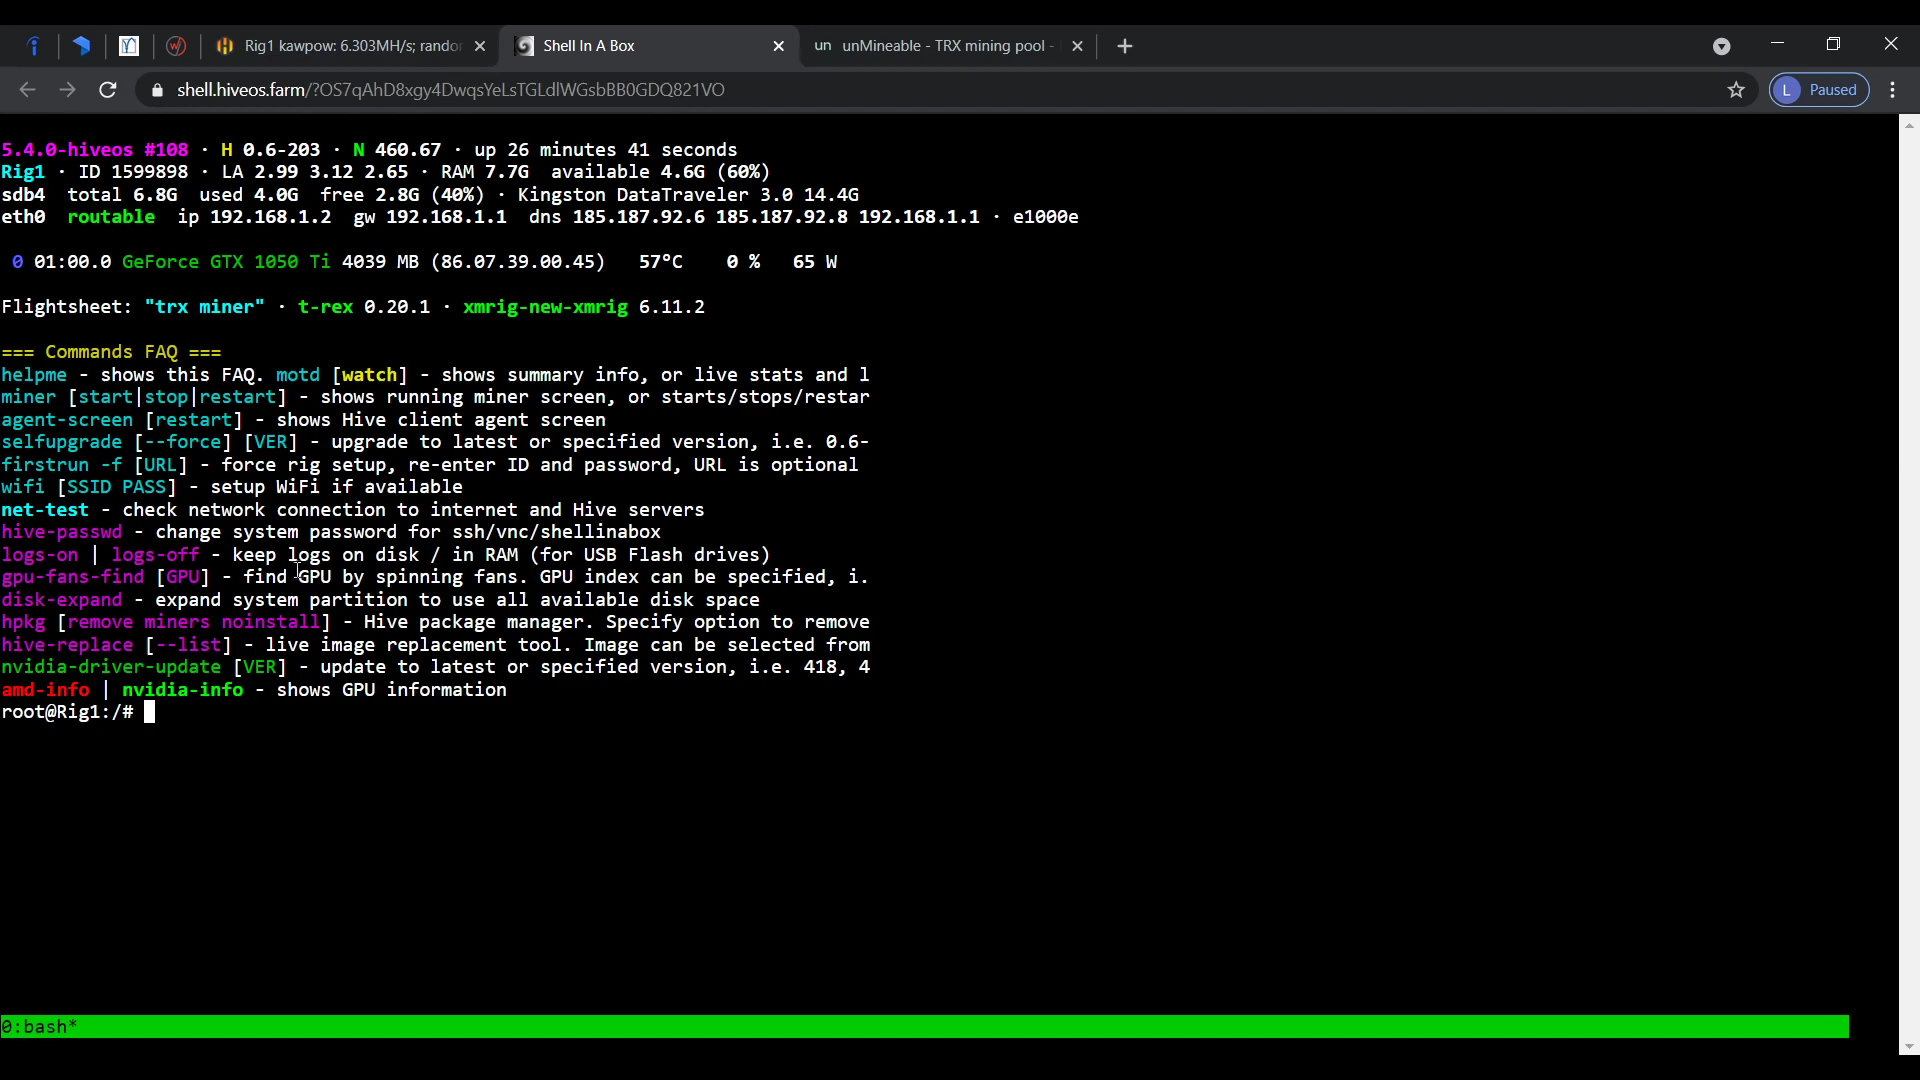 Rig1 kawpow: 6.303MH/s; rando
Shell In A Box
un unMineable - TRX mining pool -
shell.hiveos.farm/?OS7qAhD8xgy4DwqsYeLsTGLdlWGsbBB0GDQ821VO
L Paused
5.4.0-hiveos #108 · H 0.6-203 · N 460.67 · up 26 minutes 41 seconds
Rig1 · ID 1599898 · LA 2.99 3.12 2.65 · RAM 7.7G available 4.6G (60%)
sdb4 total 6.8G used 4.0G free 2.8G (40%) · Kingston DataTraveler 3.0 14.4G
eth0 routable ip 192.168.1.2 gw 192.168.1.1 dns 185.187.92.6 185.187.92.8 192.168.1.1 · e1000e
0 01:00.0 GeForce GTX 1050 Ti 4039 MB (86.07.39.00.45) 57°C 0 % 65 W
Flightsheet: "trx miner" · t-rex 0.20.1 · xmrig-new-xmrig 6.11.2
=== Commands FAQ ===
helpme - shows this FAQ. motd [watch] - shows summary info, or live stats and l
miner [start|stop|restart] - shows running miner screen, or starts/stops/restar
agent-screen [restart] - shows Hive client agent screen
selfupgrade [--force] [VER] - upgrade to latest or specified version, i.e. 0.6-
firstrun -f [URL] - force rig setup, re-enter ID and password, URL is optional
wifi [SSID PASS] - setup WiFi if available
net-test - check network connection to internet and Hive servers
hive-passwd - change system password for ssh/vnc/shellinabox
logs-on | logs-off - keep logs on disk / in RAM (for USB Flash drives)
gpu-fans-find [GPU] - find GPU by spinning fans. GPU index can be specified, i.
disk-expand - expand system partition to use all available disk space
hpkg [remove miners noinstall] - Hive package manager. Specify option to remove
hive-replace [--list] - live image replacement tool. Image can be selected from
nvidia-driver-update [VER] - update to latest or specified version, i.e. 418, 4
amd-info | nvidia-info - shows GPU information
root@Rig1:/#
0:bash*